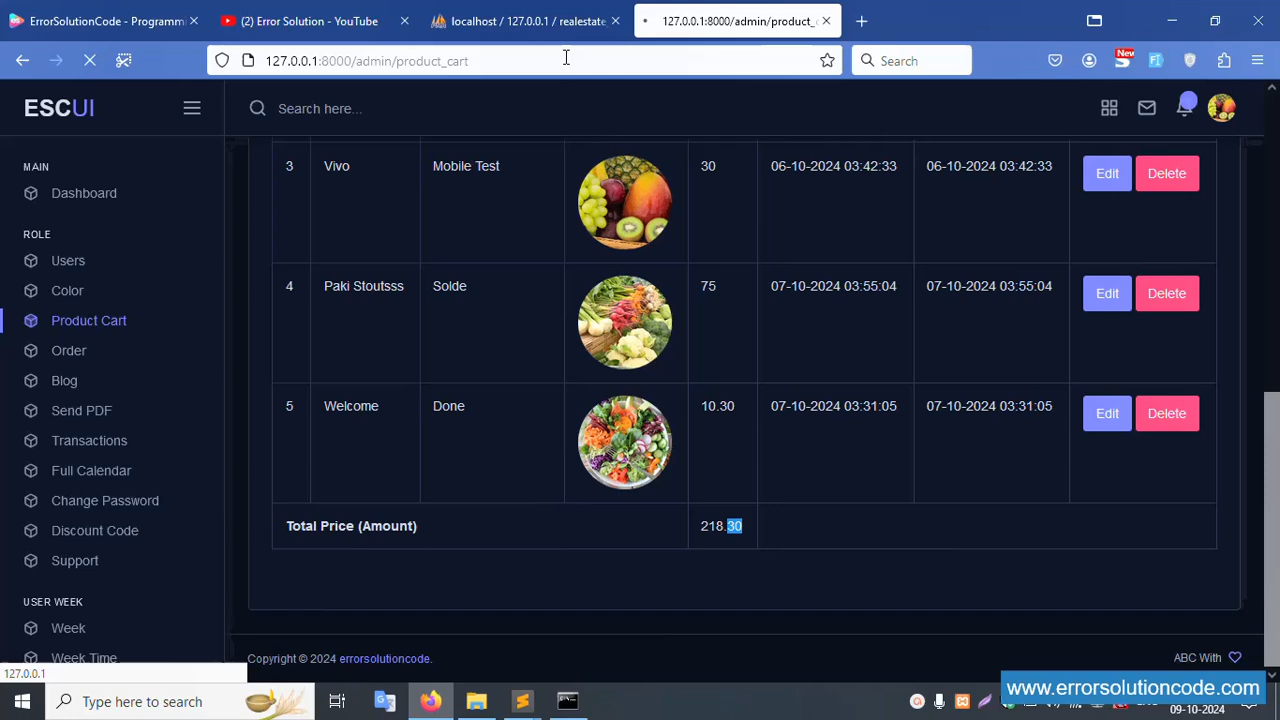 ErrorSolutionCode - Programmi
(2) Error Solution - YouTube
localhost / 127.0.0.1 / realestate
127.0.0.1:8000/admin/product_c
127.0.0.1:8000/admin/product_cart
Search
New
ESCUI
Search here...
MAIN
Dashboard
ROLE
Users
Color
Product Cart
Order
Blog
Send PDF
Transactions
Full Calendar
Change Password
Discount Code
Support
USER WEEK
Week
Week Time
3 Vivo Mobile Test 30 06-10-2024 03:42:33 06-10-2024 03:42:33 Edit Delete
4 Paki Stoutsss Solde 75 07-10-2024 03:55:04 07-10-2024 03:55:04 Edit Delete
5 Welcome Done 10.30 07-10-2024 03:31:05 07-10-2024 03:31:05 Edit Delete
Total Price (Amount) 218.30
Copyright © 2024 errorsolutioncode.
ABC With
127.0.0.1
Type here to search
www.errorsolutioncode.com
09-10-2024